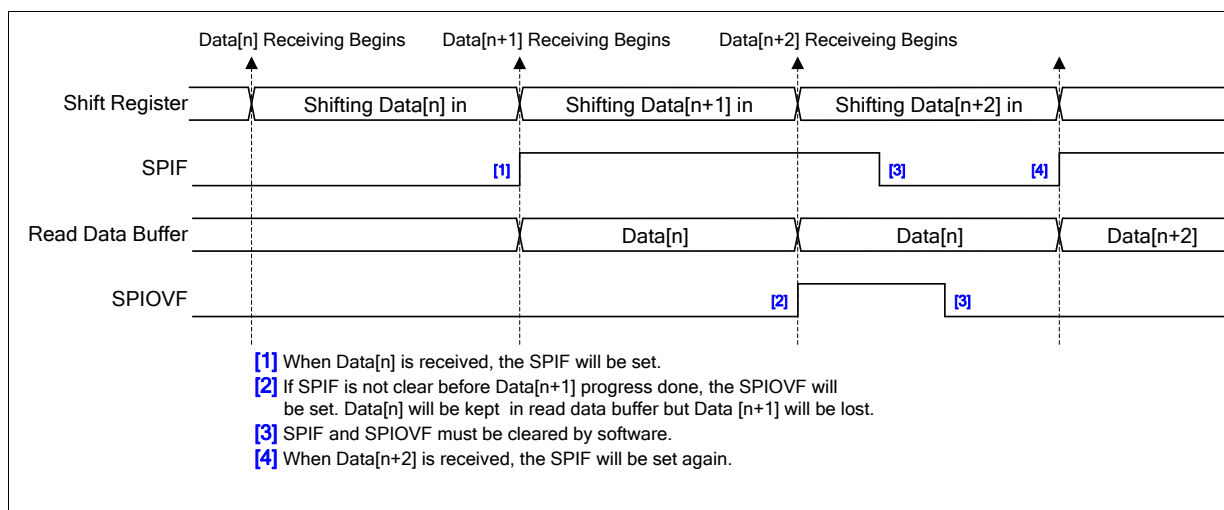 Data[n] Receiving Begins
Data[n+1] Receiving Begins
Data[n+2] Receiveing Begins
Shift Register
Shifting Data[n] in
Shifting Data[n+1] in
Shifting Data[n+2] in
SPIF
[1]
[3]
[4]
Read Data Buffer
Data[n]
Data[n]
Data[n+2]
SPIOVF
[2]
[3]
[1] When Data[n] is received, the SPIF will be set.
[2] If SPIF is not clear before Data[n+1] progress done, the SPIOVF will
be set. Data[n] will be kept in read data buffer but Data [n+1] will be lost.
[3] SPIF and SPIOVF must be cleared by software.
[4] When Data[n+2] is received, the SPIF will be set again.